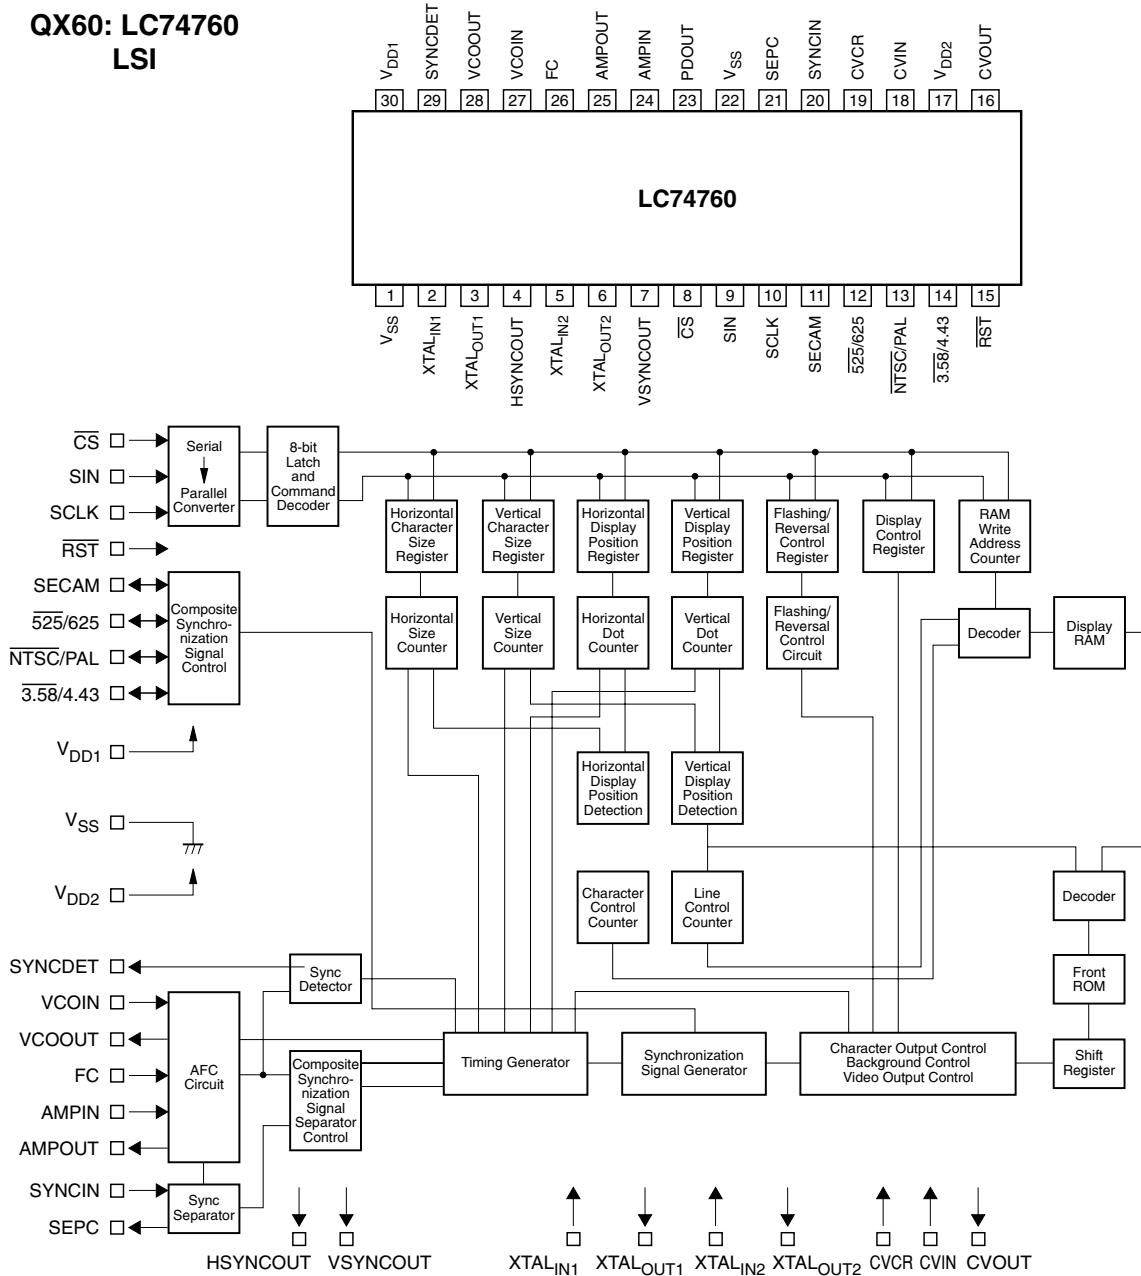 QX60: LC74760
LSI
VDD1
SYNCDET
VCOOUT
VCOIN
FC
AMPOUT
AMPIN
PDOUT
VSS
SEPC
SYNCIN
CVCR
CVIN
VDD2
CVOUT
30 29 28 27 26 25 24 23 22 21 20 19 18 17 16
LC74760
1 2 3 4 5 6 7 8 9 10 11 12 13 14 15
VSS
XTALIN1
XTALOUT1
HSYNCOUT
XTALIN2
XTALOUT2
VSYNCOUT
C̅S̅
SIN
SCLK
SECAM
5̅2̅5̅/625
N̅T̅S̅C̅/PAL
3̅.̅5̅8̅/4.43
R̅S̅T̅
C̅S̅
SIN
SCLK
R̅S̅T̅
SECAM
5̅2̅5̅/625
N̅T̅S̅C̅/PAL
3̅.̅5̅8̅/4.43
VDD1
VSS
VDD2
SYNCDET
VCOIN
VCOOUT
FC
AMPIN
AMPOUT
SYNCIN
SEPC
Serial
Parallel
Converter
8-bit
Latch
and
Command
Decoder
Horizontal
Character
Size
Register
Vertical
Character
Size
Register
Horizontal
Display
Position
Register
Vertical
Display
Position
Register
Flashing/
Reversal
Control
Register
Display
Control
Register
RAM
Write
Address
Counter
Composite
Synchro-
nization
Signal
Control
Horizontal
Size
Counter
Vertical
Size
Counter
Horizontal
Dot
Counter
Vertical
Dot
Counter
Flashing/
Reversal
Control
Circuit
Decoder
Display
RAM
Horizontal
Display
Position
Detection
Vertical
Display
Position
Detection
Character
Control
Counter
Line
Control
Counter
Decoder
Front
ROM
Shift
Register
Sync
Detector
AFC
Circuit
Composite
Synchro-
nization
Signal
Separator
Control
Timing Generator
Synchronization
Signal Generator
Character Output Control
Background Control
Video Output Control
Sync
Separator
HSYNCOUT
VSYNCOUT
XTALIN1
XTALOUT1
XTALIN2
XTALOUT2
CVCR
CVIN
CVOUT